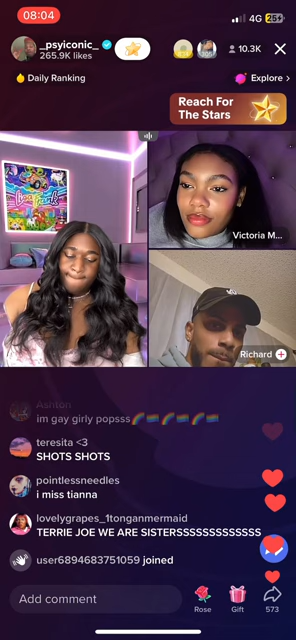 08:04
4G 25+
_psyiconic_
265.9K likes
10.3K
Daily Ranking
Explore >
Reach For
The Stars
Victoria M...
Richard
Ashton
im gay girly popsss🌈🏳️‍🌈🌈🏳️‍🌈🌈🏳️‍🌈
teresita <3
SHOTS SHOTS
pointlessneedles
i miss tianna
lovelygrapes_1tonganmermaid
TERRIE JOE WE ARE SISTERSSSSSSSSSSSSS
user6894683751059 joined
Add comment
Rose
Gift
573